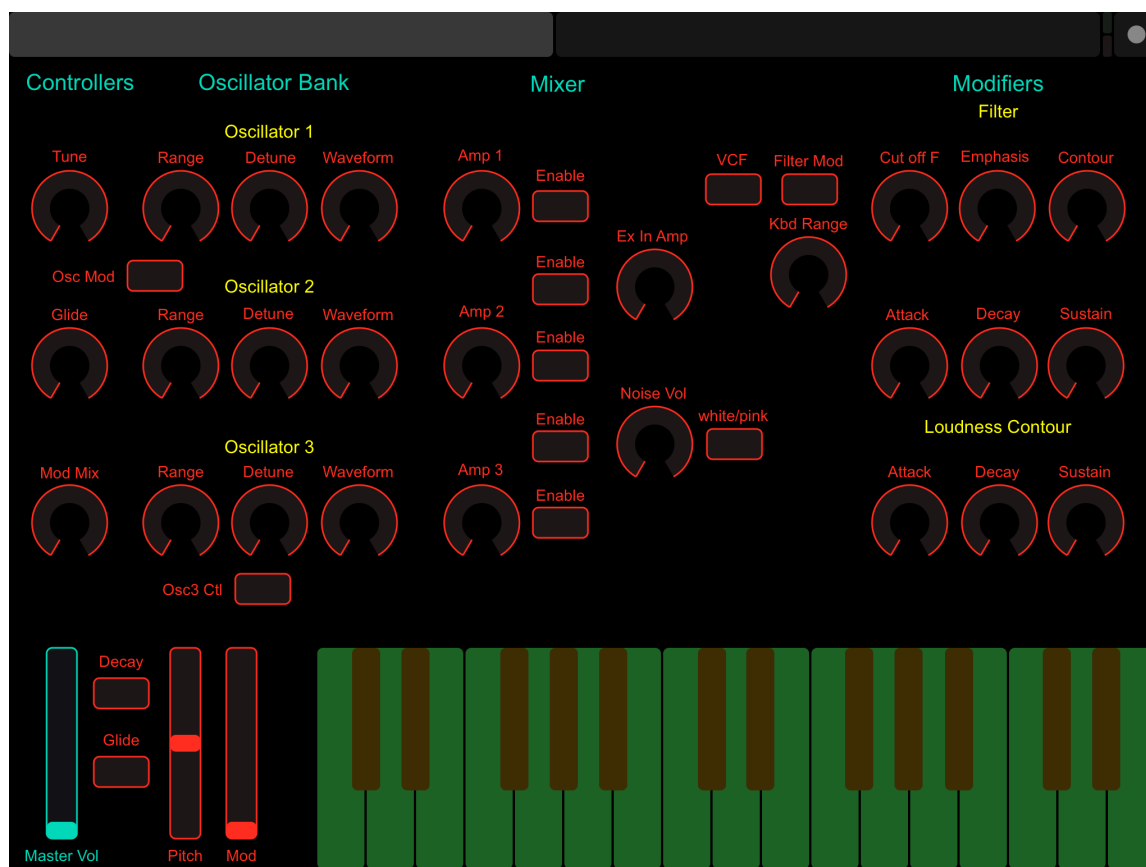 Controllers
Oscillator Bank
Mixer
Modifiers
Filter
Oscillator 1
Tune
Range
Detune
Waveform
Amp 1
Enable
VCF
Filter Mod
Cut off F
Emphasis
Contour
Ex In Amp
Kbd Range
Osc Mod
Enable
Oscillator 2
Glide
Range
Detune
Waveform
Amp 2
Enable
Attack
Decay
Sustain
Noise Vol
white/pink
Enable
Loudness Contour
Oscillator 3
Mod Mix
Range
Detune
Waveform
Amp 3
Enable
Attack
Decay
Sustain
Osc3 Ctl
Decay
Glide
Master Vol
Pitch
Mod